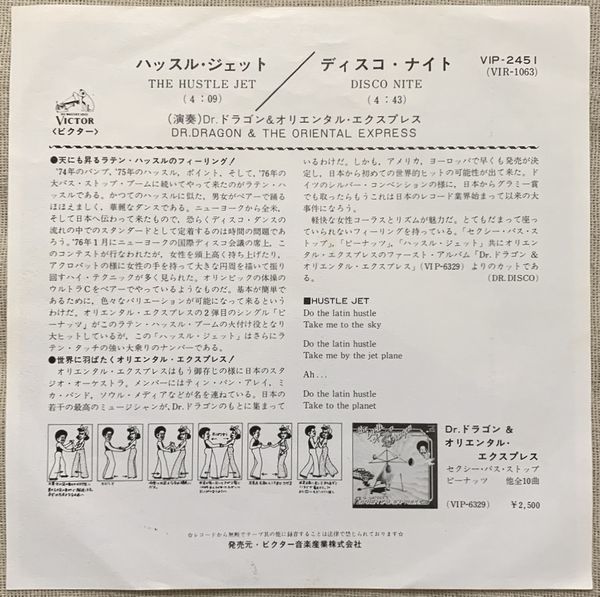 ハッスル・ジェット
THE HUSTLE JET
(4:09)
ディスコ・ナイト
DISCO NITE
(4:43)
VIP-2451
(VIR-1063)
VICTOR
<ビクター>
(演奏)Dr.ドラゴン&オリエンタル・エクスプレス
DR.DRAGON & THE ORIENTAL EXPRESS
●天にも昇るラテン・ハッスルのフィーリング!
'74年のバンプ、'75年のハッスル、ポイント、そして、'76年の
大バス・ストップ・ブームに続いてやって来たのがラテン・ハ
ッスルである。かつてのハッスルに似た、男女がペアーで踊る
ほほえましく、華麗なダンスである。ニューヨークから全米、
そして日本へ伝わって来たもので、恐らくディスコ・ダンスの
流れの中でのスタンダードとして定着するのは時間の問題であ
ろう。'76年1月にニューヨークの国際ディスコ会議の席上、こ
のコンテストが行なわれたが、女性を頭上高く持ち上げたり、
アクロバットの様に女性の手を持って大きな円周を描いて振り
回すハイ・テクニックが多く見られた。オリンピックの体操の
ウルトラCをペアーでやっているようなものだ。基本が簡単で
あるために、色々なバリエーションが可能になって来るという
わけだ。オリエンタル・エクスプレスの2弾目のシングル「ピ
ーナッツ」がこのラテン・ハッスル・ブームの火付け役となり
大ヒットしているが、この「ハッスル・ジェット」はさらにラ
テン・タッチの強い大乗りのナンバーである。
●世界に羽ばたくオリエンタル・エクスプレス!
オリエンタル・エクスプレスはもう御存じの様に日本のスタ
ジオ・オーケストラ。メンバーにはティン・パン・アレイ、ミ
カ・バンド、ソウル・メディアなどが名を連ねている。日本の
若干の最高のミュージシャンが、Dr.ドラゴンのもとに集まって
いるわけだ。しかも、アメリカ、ヨーロッパで早くも発売が決
定し、日本から初めての世界的ヒットの可能性が出て来た。ド
イツのシルバー・コンベンションの様に、日本からグラミー賞
でも取ったらもうこれは日本のレコード業界始まって以来の大
事件になろう。
軽快な女性コーラスとリズムが魅力だ。とてもだまって座っ
ていられないフィーリングを持っている。「セクシー・バス・ス
トップ」、「ピーナッツ」、「ハッスル・ジェット」共にオリエン
タル・エクスプレスのファースト・アルバム「Dr.ドラゴン&
オリエンタル・エクスプレス」(VIP-6329)よりのカットであ
る。
(DR.DISCO)
■HUSTLE JET
Do the latin hustle
Take me to the sky
Do the latin hustle
Take me by the jet plane
Ah…
Do the latin hustle
Take to the planet
Dr.ドラゴン&
オリエンタル・
エクスプレス
セクシー・バス・ストップ
ピーナッツ 他全10曲
(VIP-6329) ¥2,500
☆レコードから無断でテープ其の他に録音することは法律で禁じられております☆
発売元・ビクター音楽産業株式会社